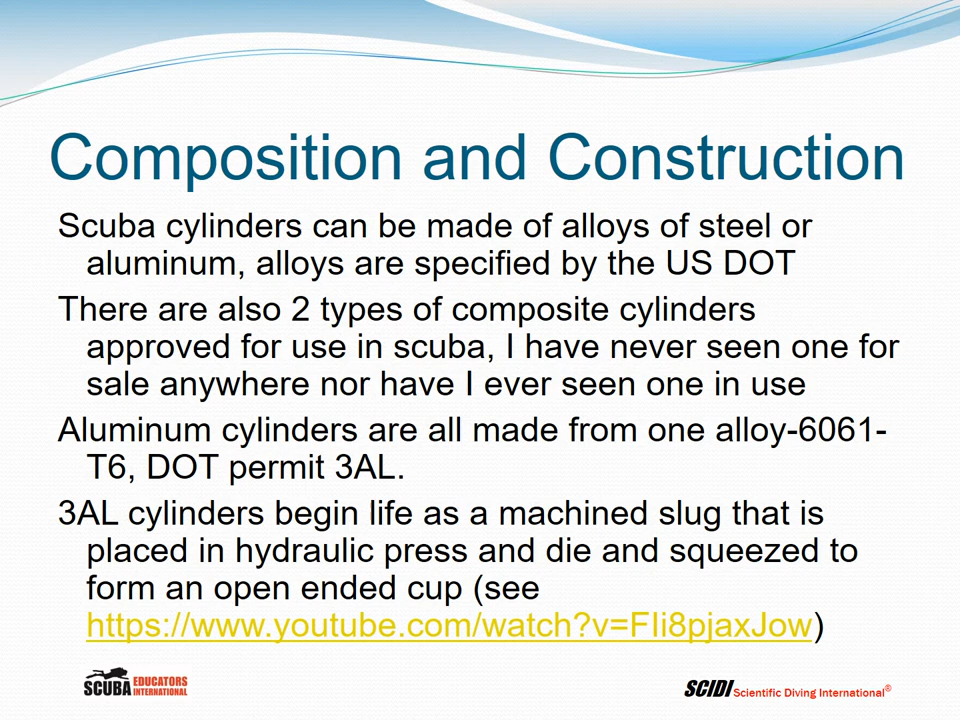 Composition and Construction
Scuba cylinders can be made of alloys of steel or
aluminum, alloys are specified by the US DOT
There are also 2 types of composite cylinders
approved for use in scuba, I have never seen one for
sale anywhere nor have I ever seen one in use
Aluminum cylinders are all made from one alloy-6061-
T6, DOT permit 3AL.
3AL cylinders begin life as a machined slug that is
placed in hydraulic press and die and squeezed to
form an open ended cup (see
https://www.youtube.com/watch?v=FIi8pjaxJow)
SCUBA EDUCATORS
INTERNATIONAL
SCIDI Scientific Diving International®